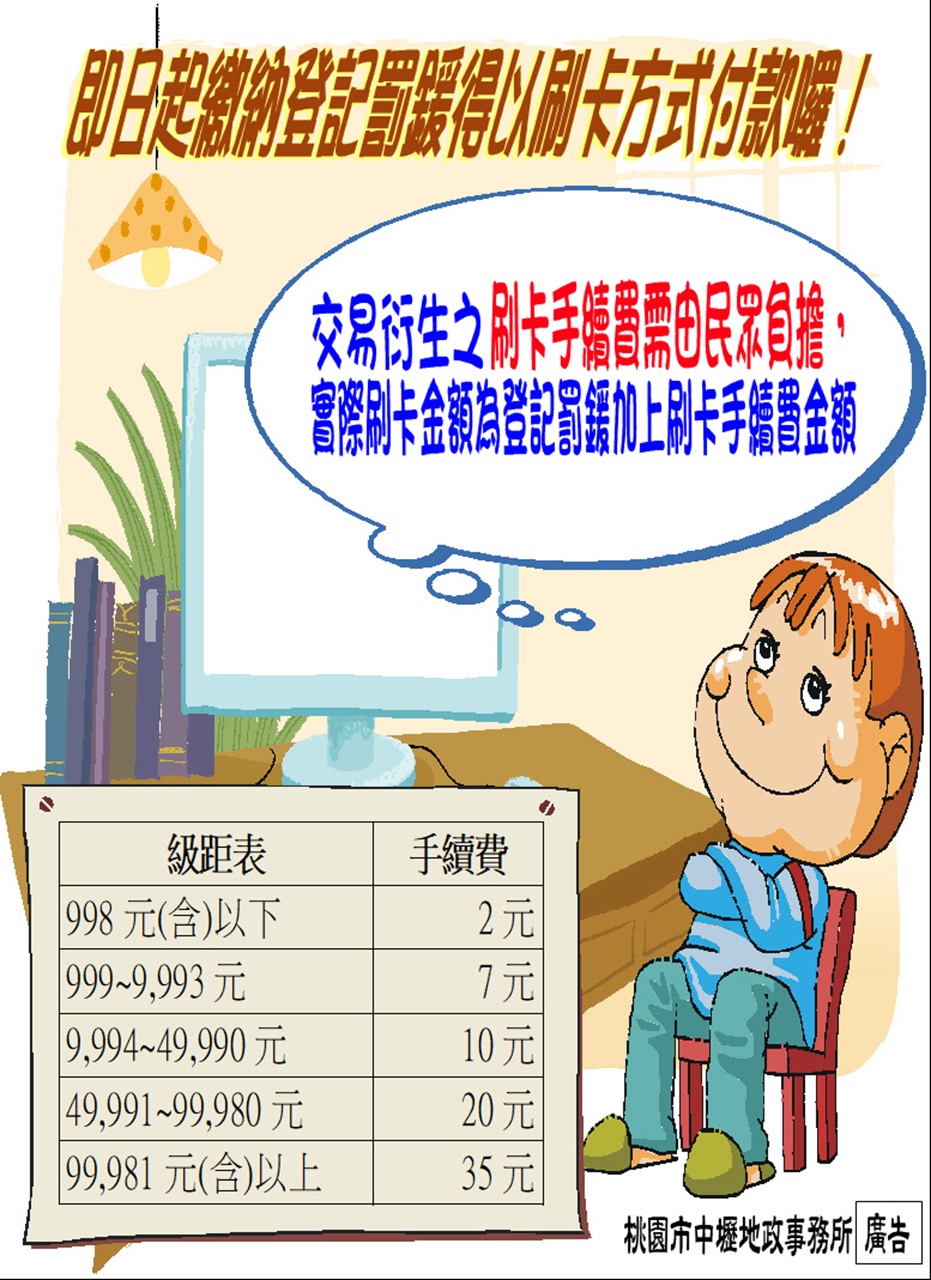 即日起繳納登記罰鍰得以刷卡方式付款囉！
交易衍生之刷卡手續費需由民眾負擔，
實際刷卡金額為登記罰鍰加上刷卡手續費金額
級距表 手續費
998 元(含)以下 2 元
999~9,993 元 7 元
9,994~49,990 元 10 元
49,991~99,980 元 20 元
99,981 元(含)以上 35 元
桃園市中壢地政事務所 廣告